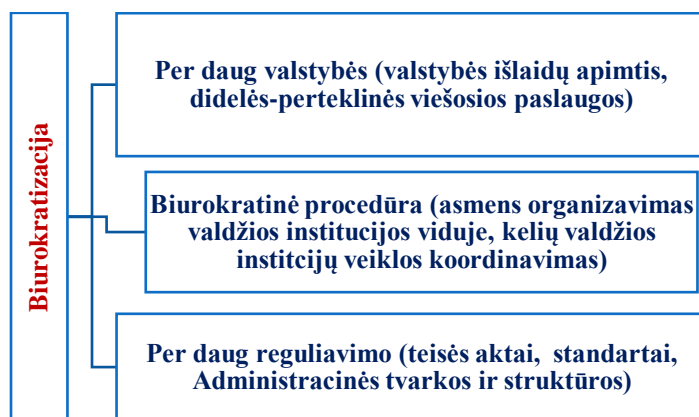 Biurokratizacija
Per daug valstybės (valstybės išlaidų apimtis,
didelės-perteklinės viešosios paslaugos)
Biurokratinė procedūra (asmens organizavimas
valdžios institucijos viduje, kelių valdžios
institcijų veiklos koordinavimas)
Per daug reguliavimo (teisės aktai, standartai,
Administracinės tvarkos ir struktūros)